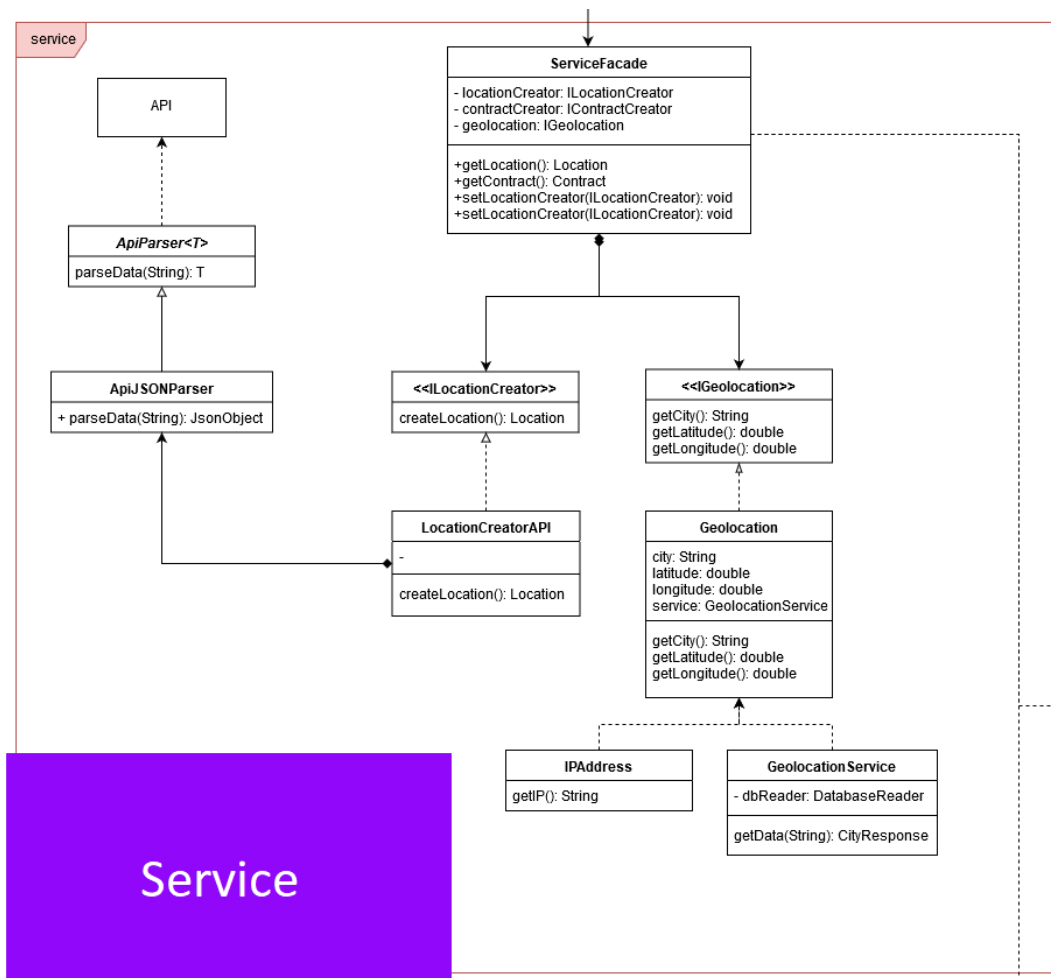 service
API
ApiParser<T>
parseData(String): T
ApiJSONParser
+ parseData(String): JsonObject
ServiceFacade
- locationCreator: ILocationCreator
- contractCreator: IContractCreator
- geolocation: IGeolocation
+getLocation(): Location
+getContract(): Contract
+setLocationCreator(ILocationCreator): void
+setLocationCreator(ILocationCreator): void
<<ILocationCreator>>
createLocation(): Location
<<IGeolocation>>
getCity(): String
getLatitude(): double
getLongitude(): double
LocationCreatorAPI
-
createLocation(): Location
Geolocation
city: String
latitude: double
longitude: double
service: GeolocationService
getCity(): String
getLatitude(): double
getLongitude(): double
IPAddress
getIP(): String
GeolocationService
- dbReader: DatabaseReader
getData(String): CityResponse
Service